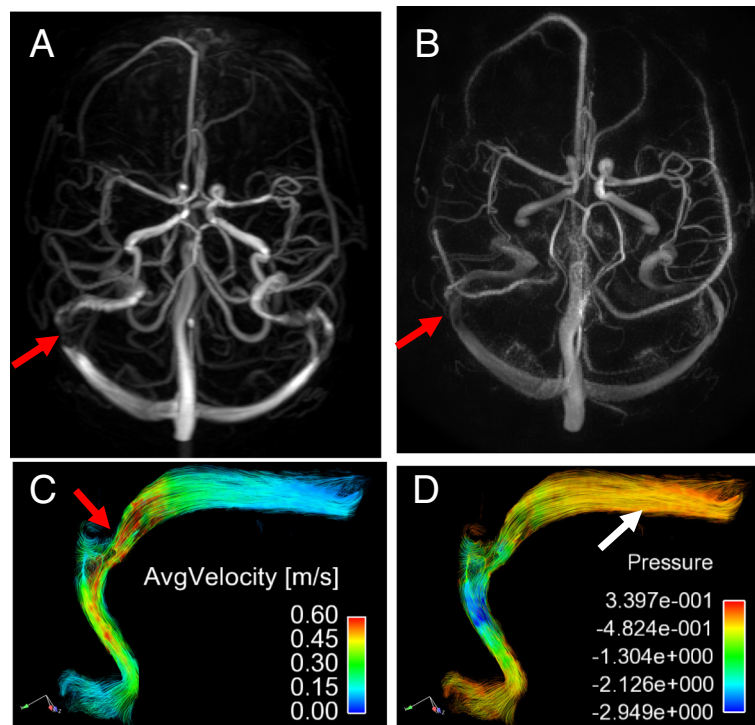 A
B
C
AvgVelocity [m/s]
0.60
0.45
0.30
0.15
0.00
D
Pressure
3.397e-001
-4.824e-001
-1.304e+000
-2.126e+000
-2.949e+000